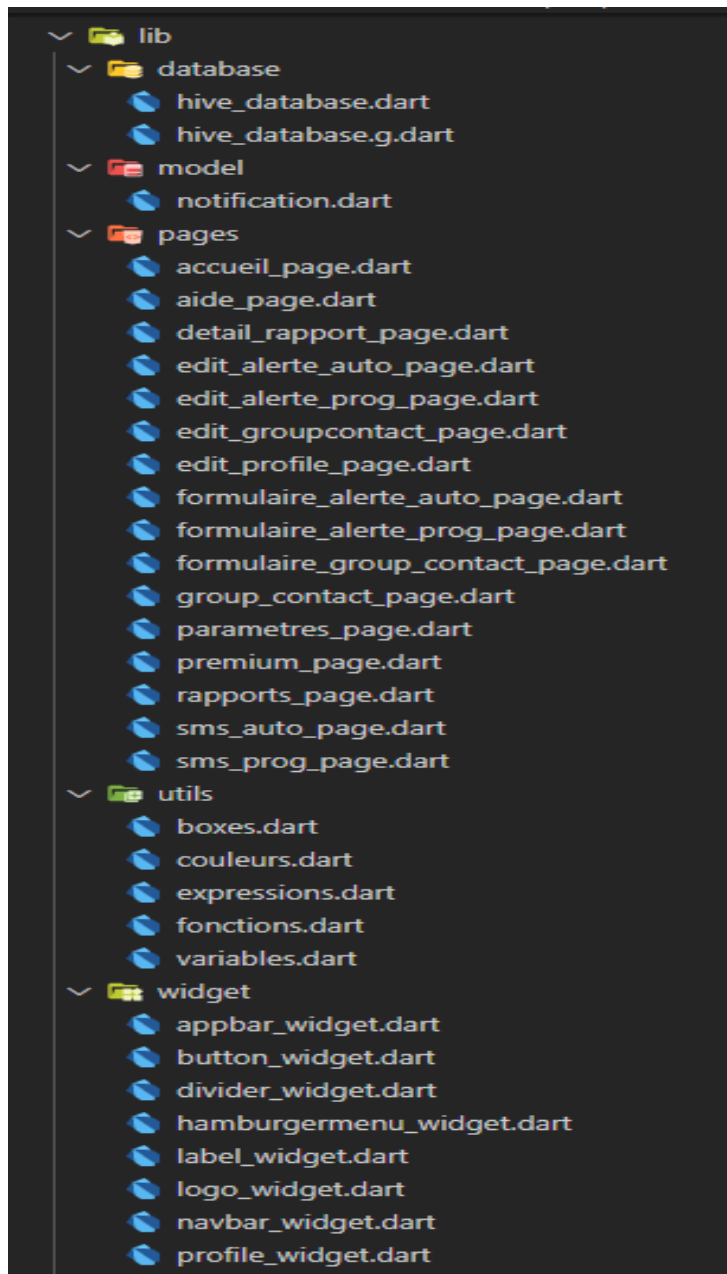 lib
database
hive_database.dart
hive_database.g.dart
model
notification.dart
pages
accueil_page.dart
aide_page.dart
detail_rapport_page.dart
edit_alerte_auto_page.dart
edit_alerte_prog_page.dart
edit_groupcontact_page.dart
edit_profile_page.dart
formulaire_alerte_auto_page.dart
formulaire_alerte_prog_page.dart
formulaire_group_contact_page.dart
group_contact_page.dart
parametres_page.dart
premium_page.dart
rapports_page.dart
sms_auto_page.dart
sms_prog_page.dart
utils
boxes.dart
couleurs.dart
expressions.dart
fonctions.dart
variables.dart
widget
appbar_widget.dart
button_widget.dart
divider_widget.dart
hamburgermenu_widget.dart
label_widget.dart
logo_widget.dart
navbar_widget.dart
profile_widget.dart